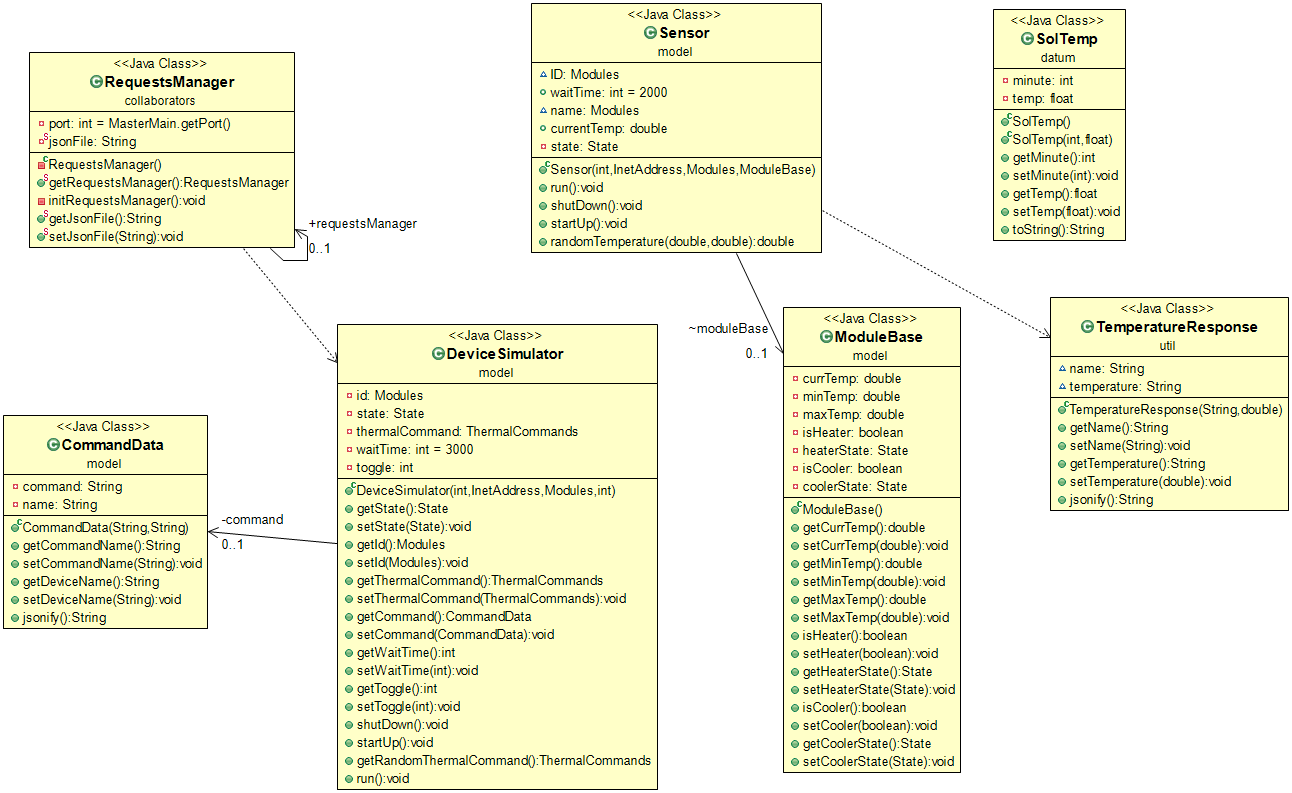 <<Java Class>>
RequestsManager
collaborators
port: int = MasterMain.getPort()
jsonFile: String
RequestsManager()
getRequestsManager():RequestsManager
initRequestsManager():void
getJsonFile():String
setJsonFile(String):void
+requestsManager
0..1
<<Java Class>>
Sensor
model
ID: Modules
waitTime: int = 2000
name: Modules
currentTemp: double
state: State
Sensor(int,InetAddress,Modules,ModuleBase)
run():void
shutDown():void
startUp():void
randomTemperature(double,double):double
<<Java Class>>
SolTemp
datum
minute: int
temp: float
SolTemp()
SolTemp(int,float)
getMinute():int
setMinute(int):void
getTemp():float
setTemp(float):void
toString():String
<<Java Class>>
CommandData
model
command: String
name: String
CommandData(String,String)
getCommandName():String
setCommandName(String):void
getDeviceName():String
setDeviceName(String):void
jsonify():String
-command
0..1
<<Java Class>>
DeviceSimulator
model
id: Modules
state: State
thermalCommand: ThermalCommands
waitTime: int = 3000
toggle: int
DeviceSimulator(int,InetAddress,Modules,int)
getState():State
setState(State):void
getId():Modules
setId(Modules):void
getThermalCommand():ThermalCommands
setThermalCommand(ThermalCommands):void
getCommand():CommandData
setCommand(CommandData):void
getWaitTime():int
setWaitTime(int):void
getToggle():int
setToggle(int):void
shutDown():void
startUp():void
getRandomThermalCommand():ThermalCommands
run():void
~moduleBase
0..1
<<Java Class>>
ModuleBase
model
currTemp: double
minTemp: double
maxTemp: double
isHeater: boolean
heaterState: State
isCooler: boolean
coolerState: State
ModuleBase()
getCurrTemp():double
setCurrTemp(double):void
getMinTemp():double
setMinTemp(double):void
getMaxTemp():double
setMaxTemp(double):void
isHeater():boolean
setHeater(boolean):void
getHeaterState():State
setHeaterState(State):void
isCooler():boolean
setCooler(boolean):void
getCoolerState():State
setCoolerState(State):void
<<Java Class>>
TemperatureResponse
util
name: String
temperature: String
TemperatureResponse(String,double)
getName():String
setName(String):void
getTemperature():String
setTemperature(double):void
jsonify():String